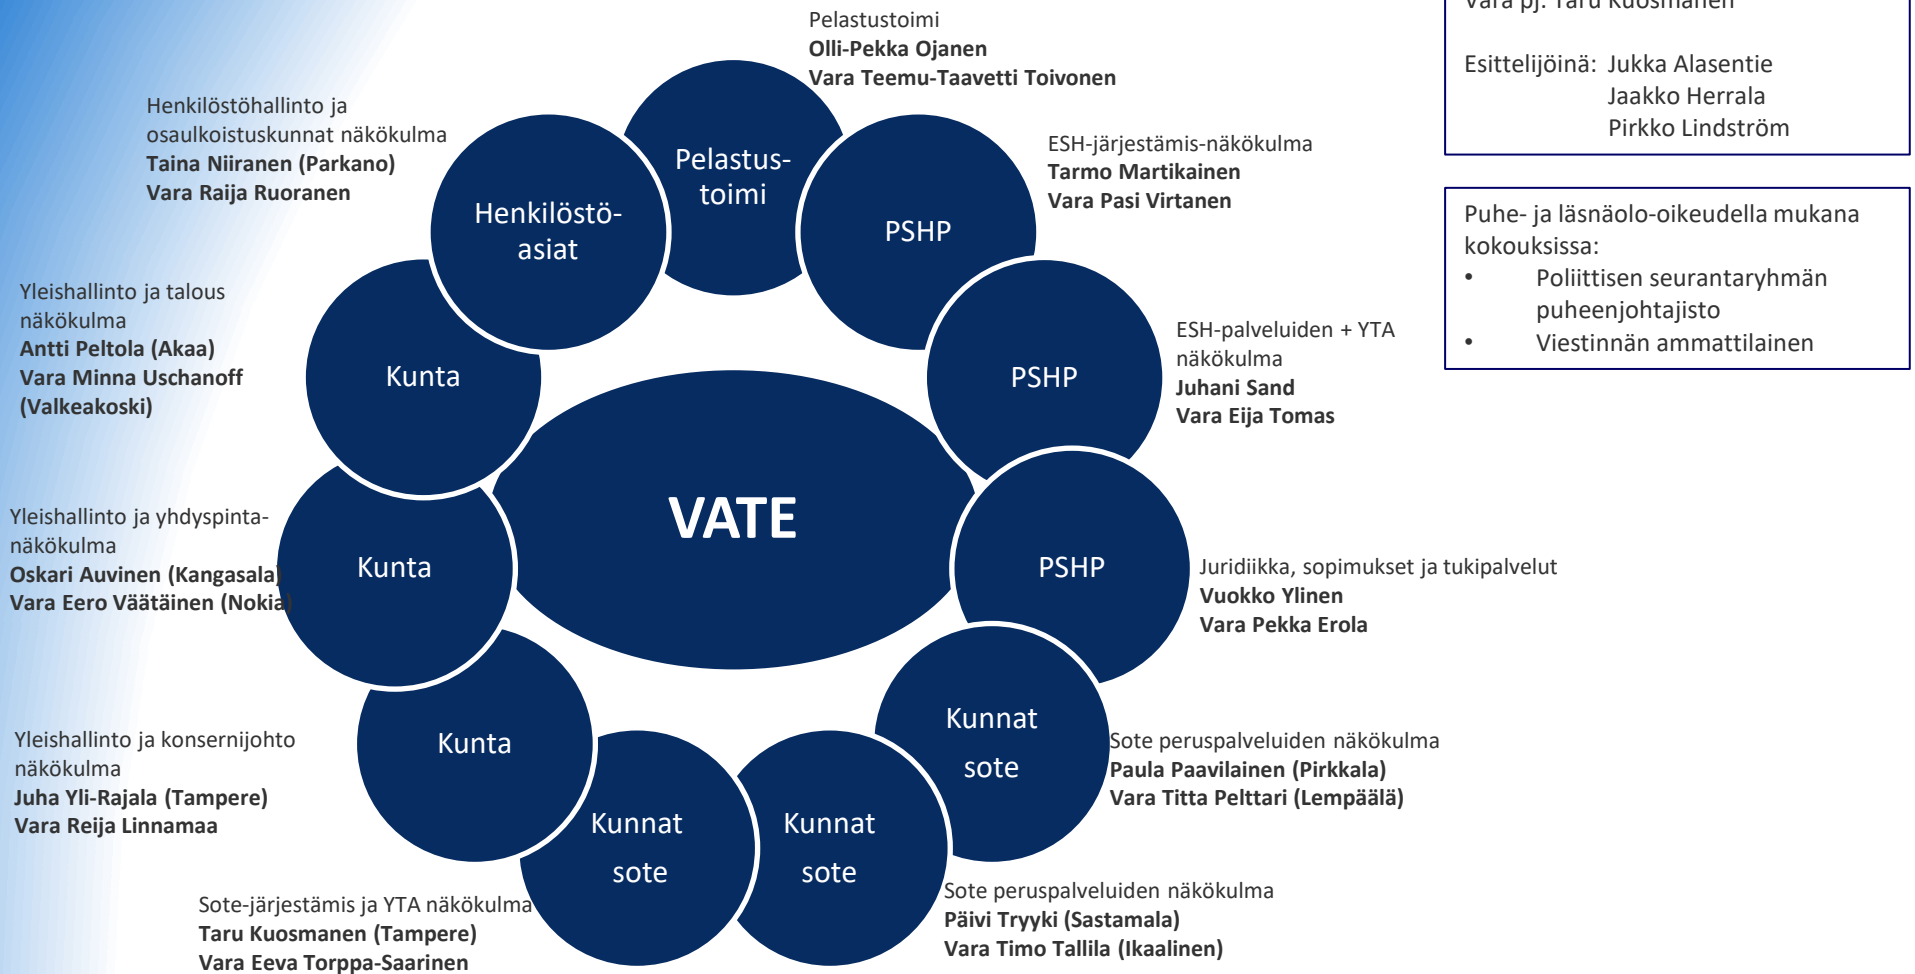 Pelastustoimi
Olli-Pekka Ojanen
Vara Teemu-Taavetti Toivonen
Vara pj. Taru Kuosmanen
Esittelijöinä: Jukka Alasentie
Jaakko Herrala
Pirkko Lindström
Henkilöstöhallinto ja
osaulkoistuskunnat näkökulma
Taina Niiranen (Parkano)
Vara Raija Ruoranen
ESH-järjestämis-näkökulma
Tarmo Martikainen
Vara Pasi Virtanen
Pelastus-
toimi
Henkilöstö-
asiat
PSHP
Puhe- ja läsnäolo-oikeudella mukana
kokouksissa:
• Poliittisen seurantaryhmän
puheenjohtajisto
• Viestinnän ammattilainen
Yleishallinto ja talous
näkökulma
Antti Peltola (Akaa)
Vara Minna Uschanoff
(Valkeakoski)
Kunta
PSHP
ESH-palveluiden + YTA
näkökulma
Juhani Sand
Vara Eija Tomas
VATE
Yleishallinto ja yhdyspinta-
näkökulma
Oskari Auvinen (Kangasala)
Vara Eero Väätäinen (Nokia)
Kunta
PSHP
Juridiikka, sopimukset ja tukipalvelut
Vuokko Ylinen
Vara Pekka Erola
Yleishallinto ja konsernijohto
näkökulma
Juha Yli-Rajala (Tampere)
Vara Reija Linnamaa
Kunta
Kunnat
sote
Sote peruspalveluiden näkökulma
Paula Paavilainen (Pirkkala)
Vara Titta Pelttari (Lempäälä)
Kunnat
sote
Kunnat
sote
Sote-järjestämis ja YTA näkökulma
Taru Kuosmanen (Tampere)
Vara Eeva Torppa-Saarinen
Sote peruspalveluiden näkökulma
Päivi Tryyki (Sastamala)
Vara Timo Tallila (Ikaalinen)